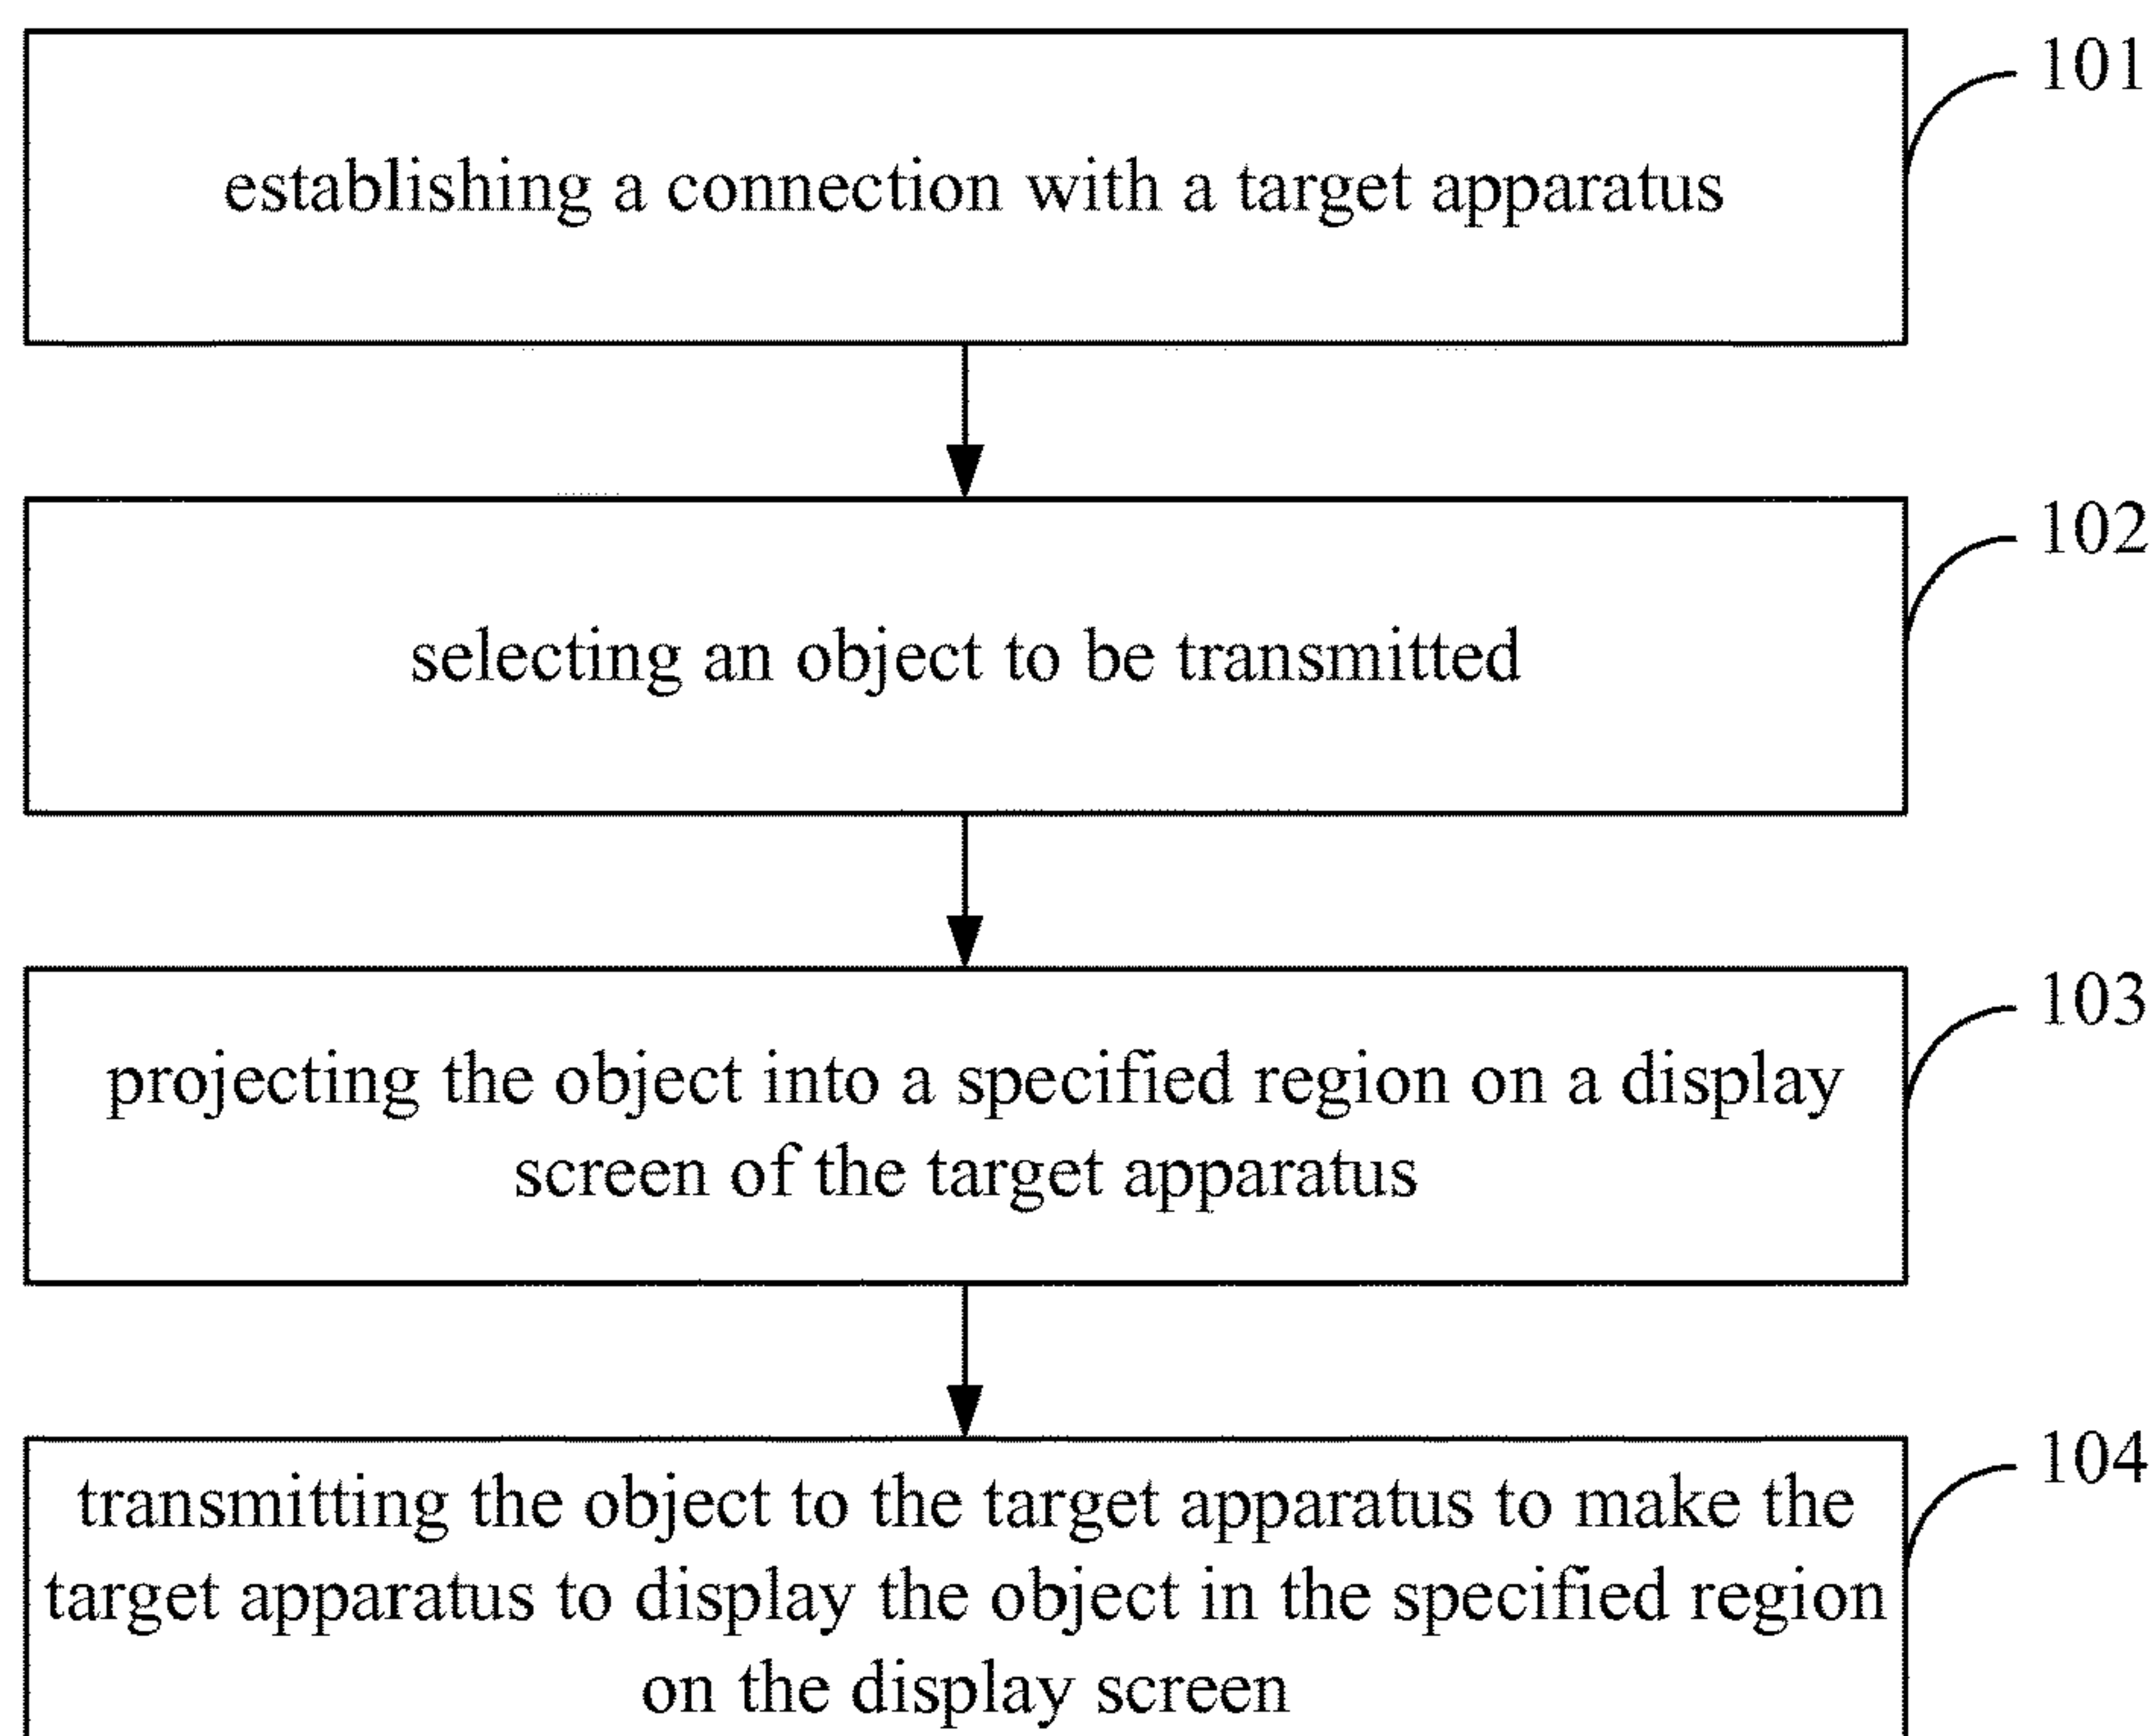 101
establishing a connection with a target apparatus
102
selecting an object to be transmitted
103
projecting the object into a specified region on a display
screen of the target apparatus
104
transmitting the object to the target apparatus to make the
target apparatus to display the object in the specified region
on the display screen